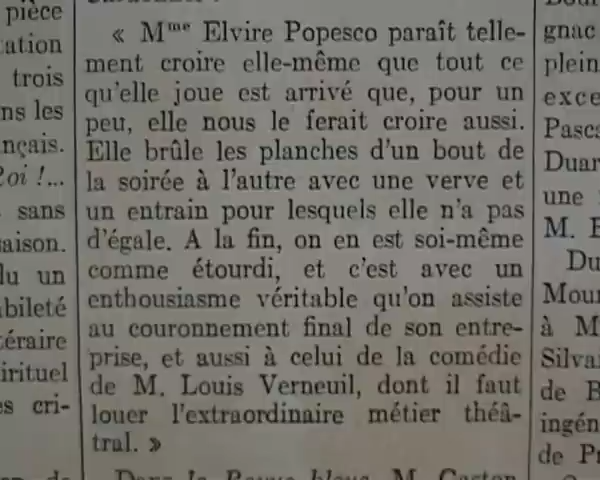 pièce
trois
ns les
nçais.
Roi !...
sans
aison.
lu un
bileté
téraire
irituel
es cri-
« Mme Elvire Popesco paraît telle-
ment croire elle-même que tout ce
qu'elle joue est arrivé que, pour un
peu, elle nous le ferait croire aussi.
Elle brûle les planches d'un bout de
la soirée à l'autre avec une verve et
un entrain pour lesquels elle n'a pas
d'égale. A la fin, on en est soi-même
comme étourdi, et c'est avec un
enthousiasme véritable qu'on assiste
au couronnement final de son entre-
prise, et aussi à celui de la comédie
de M. Louis Verneuil, dont il faut
louer l'extraordinaire métier théâ-
tral. »
Dans la Revue bleue, M. Gaston
gnac
plein
exce
Pasca
Duar
une
M.
Du
Mour
à M
Silva
de
ingén
de